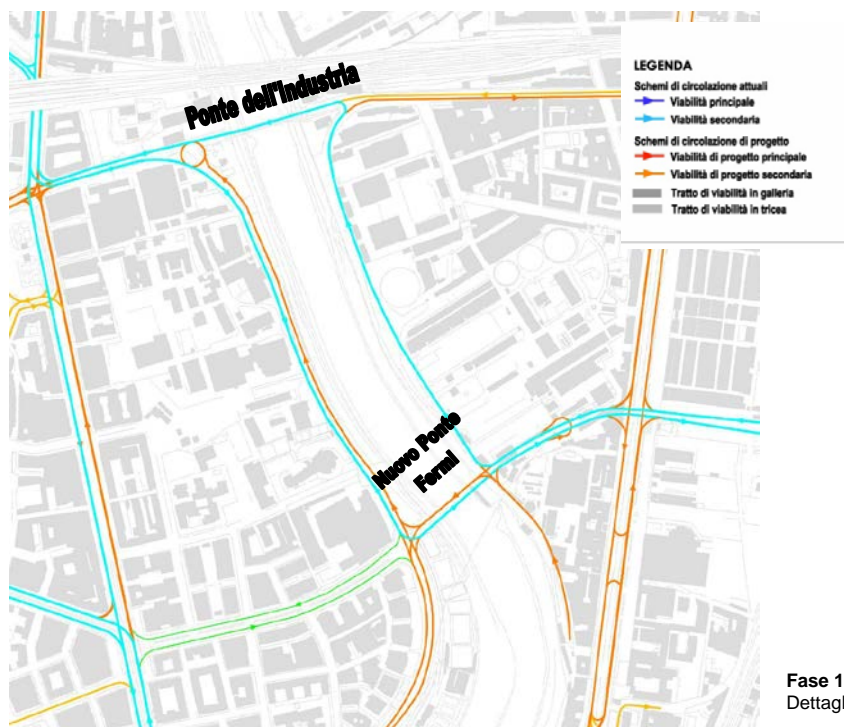 Ponte dell'Industria
LEGENDA
Schemi di circolazione attuali
Viabilità principale
Viabilità secondaria
Schemi di circolazione di progetto
Viabilità di progetto principale
Viabilità di progetto secondaria
Tratto di viabilità in galleria
Tratto di viabilità in tricea
Nuovo Ponte
Fermi
Fase 1
Dettagl